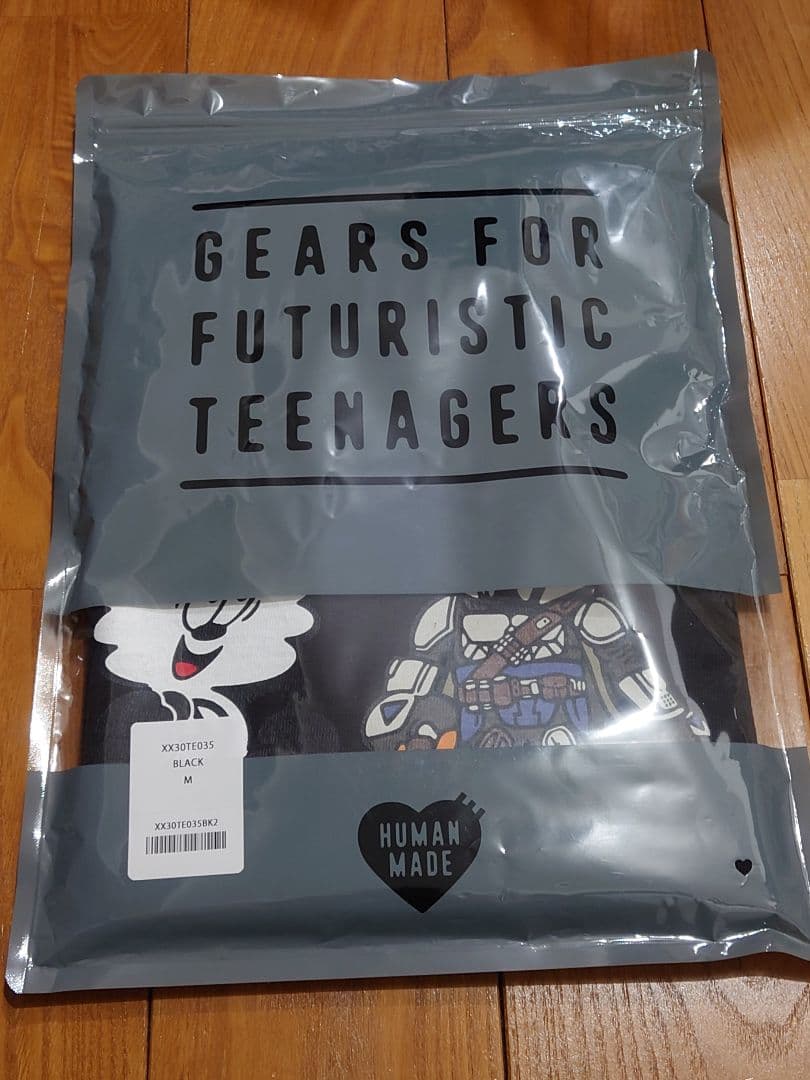 GEARS FOR
FUTURISTIC
TEENAGERS
XX30TE035
BLACK
M
XX30TE035BK2
HUMAN
MADE